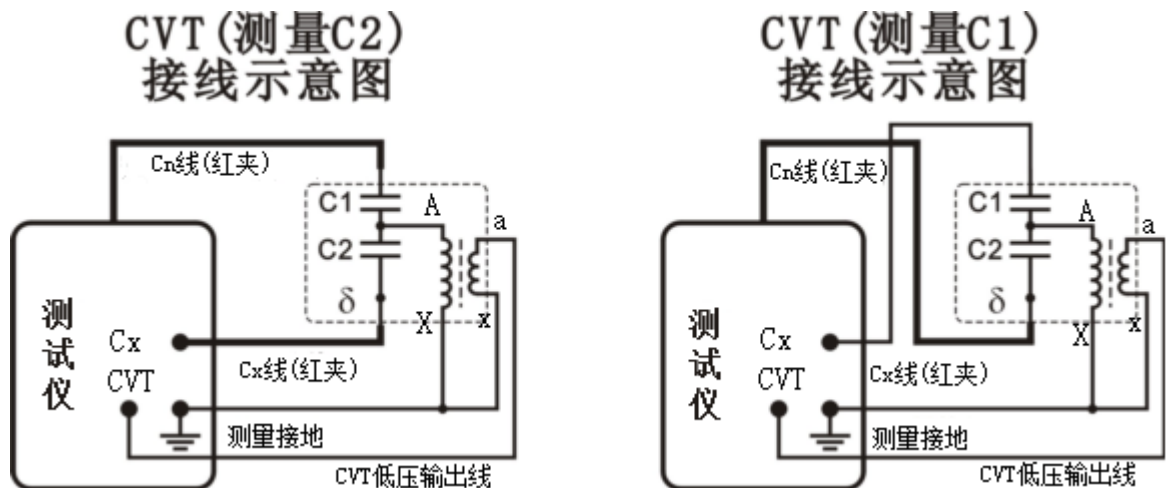 CVT(测量C2)
接线示意图
Cn线(红夹)
C1
A
a
C2
δ
X
x
测试仪
Cx
CVT
Cx线(红夹)
测量接地
CVT低压输出线
CVT(测量C1)
接线示意图
Cn线(红夹)
C1
A
a
C2
δ
X
x
测试仪
Cx
CVT
Cx线(红夹)
测量接地
CVT低压输出线